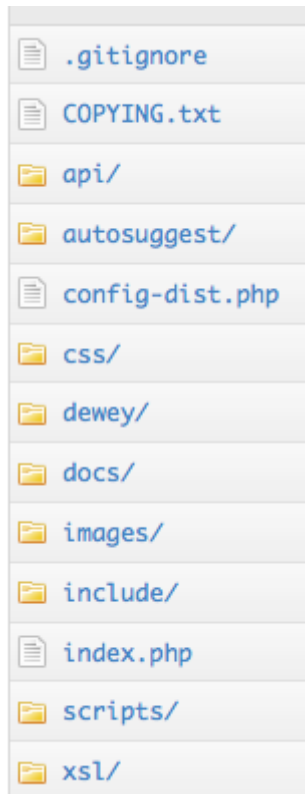 .gitignore
COPYING.txt
api/
autosuggest/
config-dist.php
css/
dewey/
docs/
images/
include/
index.php
scripts/
xsl/